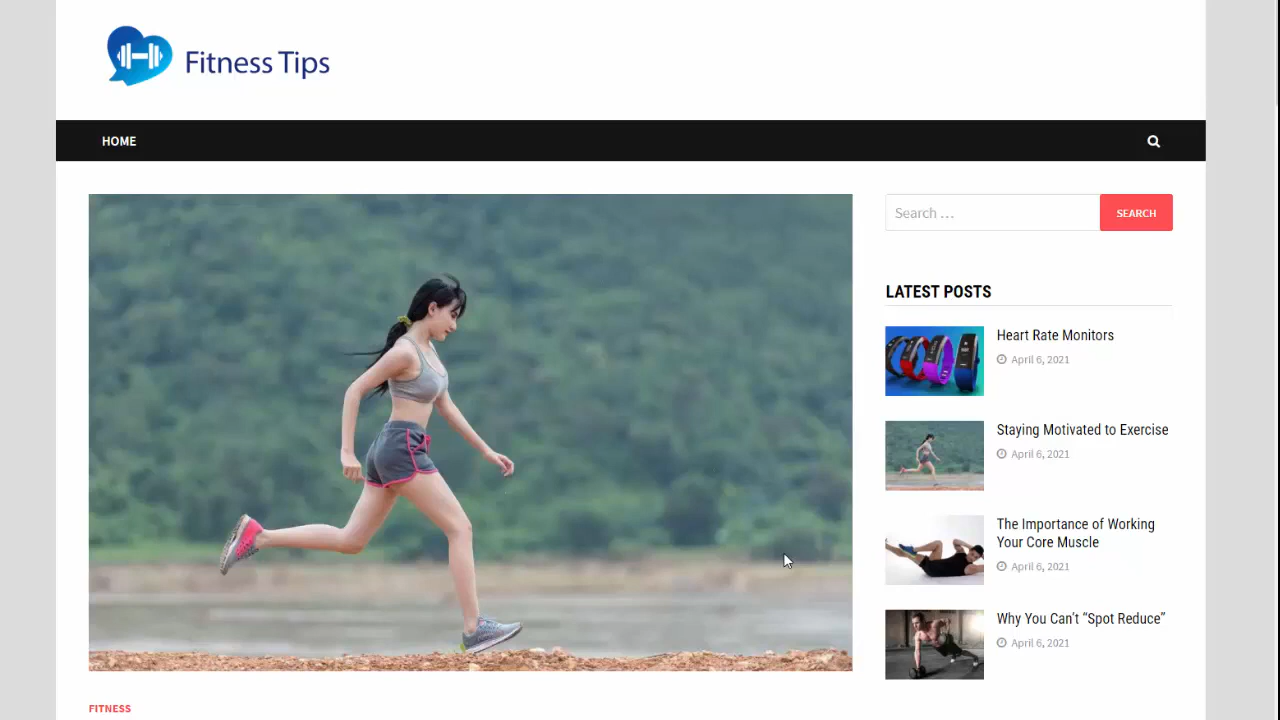 Fitness Tips
HOME
Search …
SEARCH
LATEST POSTS
Heart Rate Monitors
April 6, 2021
Staying Motivated to Exercise
April 6, 2021
The Importance of Working
Your Core Muscle
April 6, 2021
Why You Can't “Spot Reduce”
April 6, 2021
FITNESS